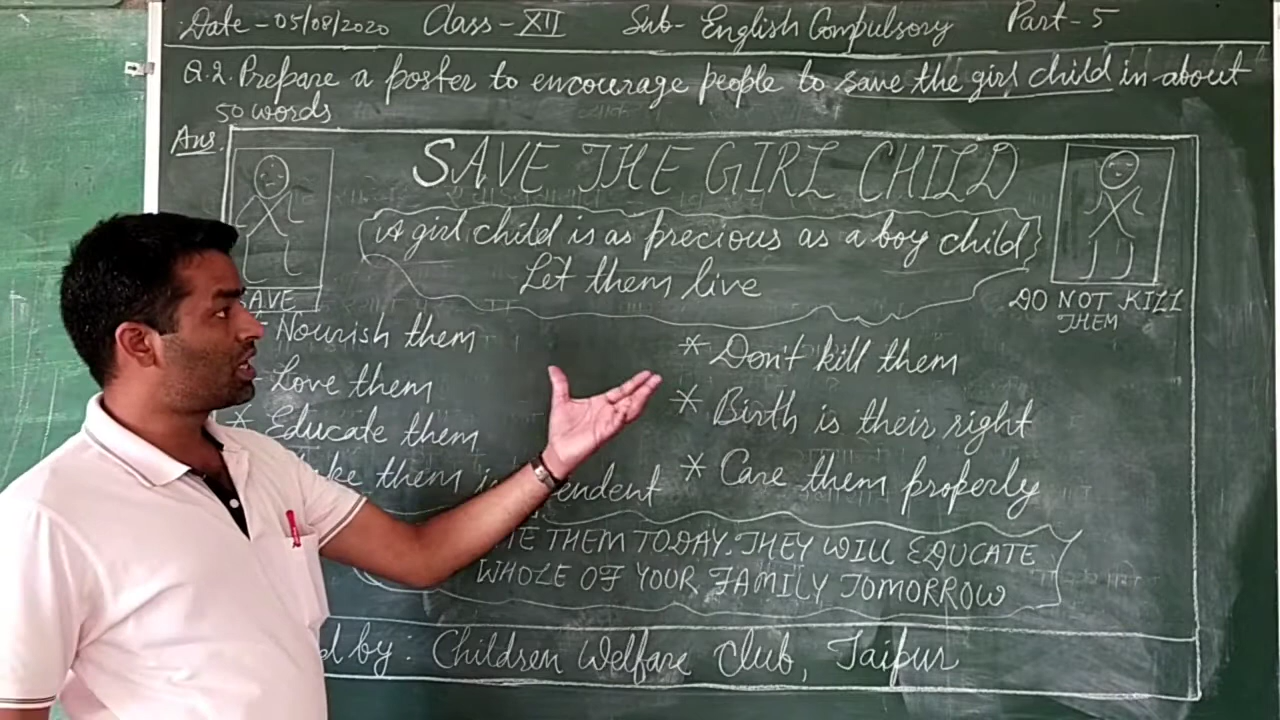 Date - 05/08/2020 Class - XII Sub - English Compulsory Part - 5
Q.2. Prepare a poster to encourage people to save the girl child in about
50 words
Ans.
SAVE THE GIRL CHILD
A girl child is as precious as a boy child
Let them live
SAVE
DO NOT KILL
THEM
Nourish them
Love them
* Educate them
them
* Don't kill them
* Birth is their right
* Care them properly
THEM TODAY. THEY WILL EDUCATE
WHOLE OF YOUR FAMILY TOMORROW
by : Children Welfare Club, Jaipur